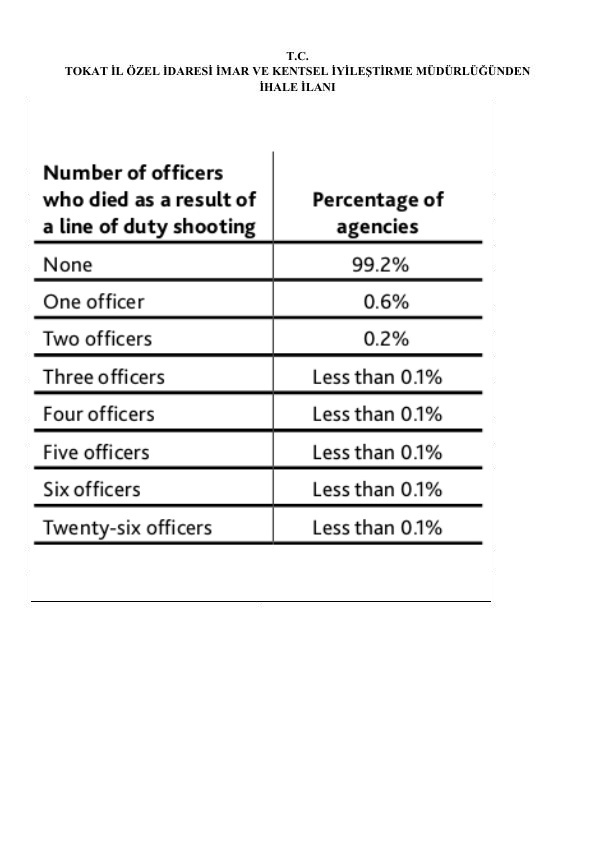 T.C.
TOKAT İL ÖZEL İDARESİ İMAR VE KENTSEL İYİLEŞTİRME MÜDÜRLÜĞÜNDEN
İHALE İLANI
Number of officers
who died as a result of
a line of duty shooting
Percentage of
agencies
None 99.2%
One officer 0.6%
Two officers 0.2%
Three officers Less than 0.1%
Four officers Less than 0.1%
Five officers Less than 0.1%
Six officers Less than 0.1%
Twenty-six officers Less than 0.1%